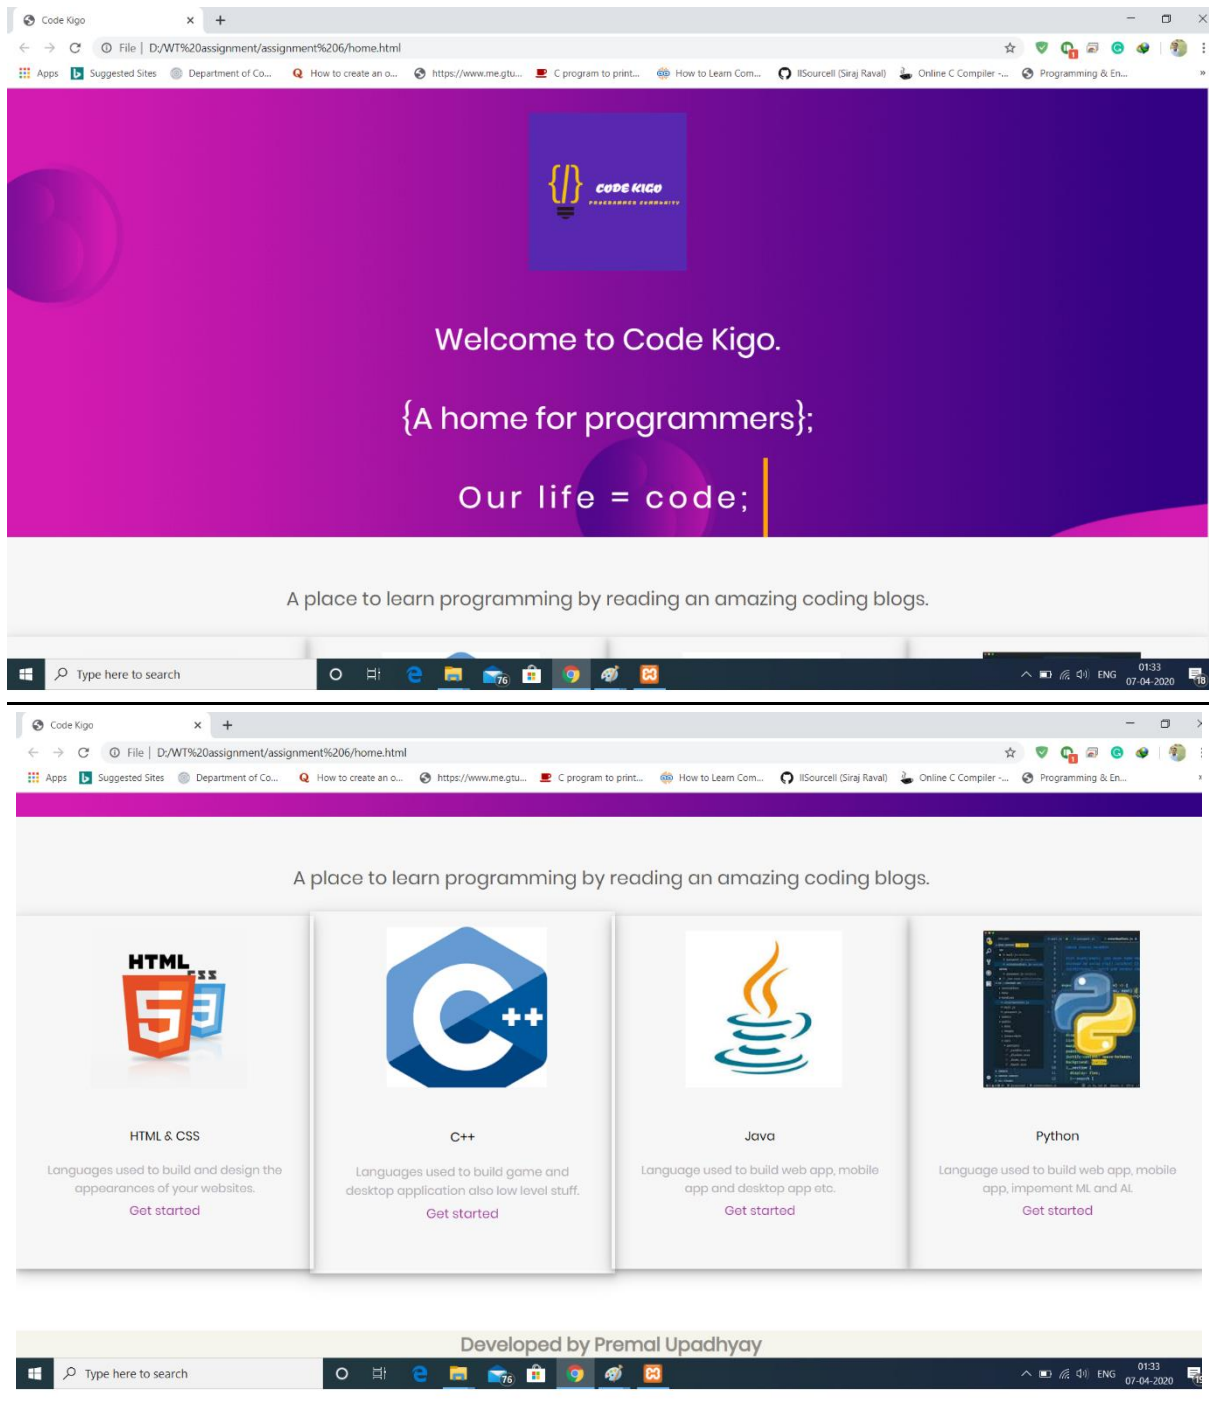 Code Kigo
File | D:/WT%20assignment/assignment%206/home.html
Apps Suggested Sites Department of Co... How to create an o... https://www.me.gtu... C program to print... How to Learn Com... IISourcell (Siraj Raval) Online C Compiler -... Programming & En... »
CODE KIGO
PROGRAMMER COMMUNITY
Welcome to Code Kigo.
{A home for programmers};
Our life = code;
A place to learn programming by reading an amazing coding blogs.
Type here to search
76
ENG
01:33
07-04-2020
18
Code Kigo
File | D:/WT%20assignment/assignment%206/home.html
Apps Suggested Sites Department of Co... How to create an o... https://www.me.gtu... C program to print... How to Learn Com... IISourcell (Siraj Raval) Online C Compiler -... Programming & En...
A place to learn programming by reading an amazing coding blogs.
HTML
5
CSS
3
C++
HTML & CSS
Languages used to build and design the
appearances of your websites.
Get started
C++
Languages used to build game and
desktop application also low level stuff.
Get started
Java
Language used to build web app, mobile
app and desktop app etc.
Get started
Python
Language used to build web app, mobile
app, impement ML and AI.
Get started
Developed by Premal Upadhyay
Type here to search
76
ENG
01:33
07-04-2020